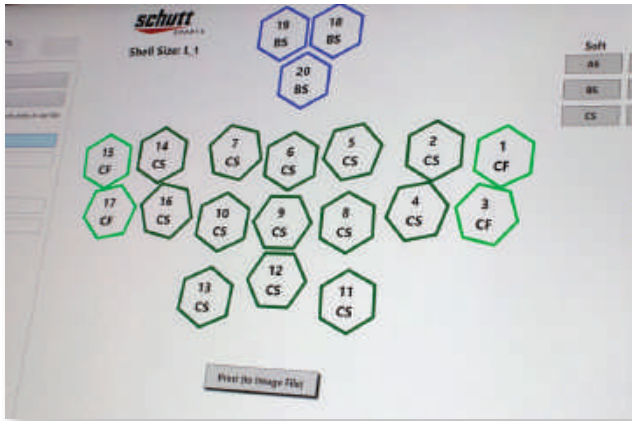 schutt
SPORTS
Shell Size: L_1
19
BS
18
BS
20
BS
Soft
AS
BS
CS
15
CF
14
CS
7
CS
6
CS
5
CS
2
CS
1
CF
17
CF
16
CS
10
CS
9
CS
8
CS
4
CS
3
CF
13
CS
12
CS
11
CS
Print (to Image File)